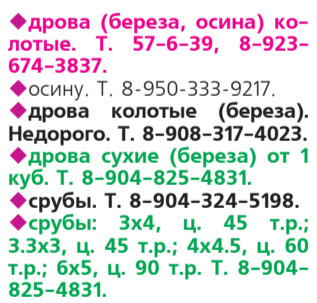 ◆дрова (береза, осина) ко-
лотые. Т. 57–6–39, 8–923–
674–3837.
◆осину. Т. 8-950-333-9217.
◆дрова колотые (береза).
Недорого. Т. 8–908–317–4023.
◆дрова сухие (береза) от 1
куб. Т. 8–904–825–4831.
◆срубы. Т. 8–904–324–5198.
◆срубы: 3х4, ц. 45 т.р.;
3.3х3, ц. 45 т.р.; 4х4.5, ц. 60
т.р.; 6х5, ц. 90 т.р. Т. 8–904–
825–4831.